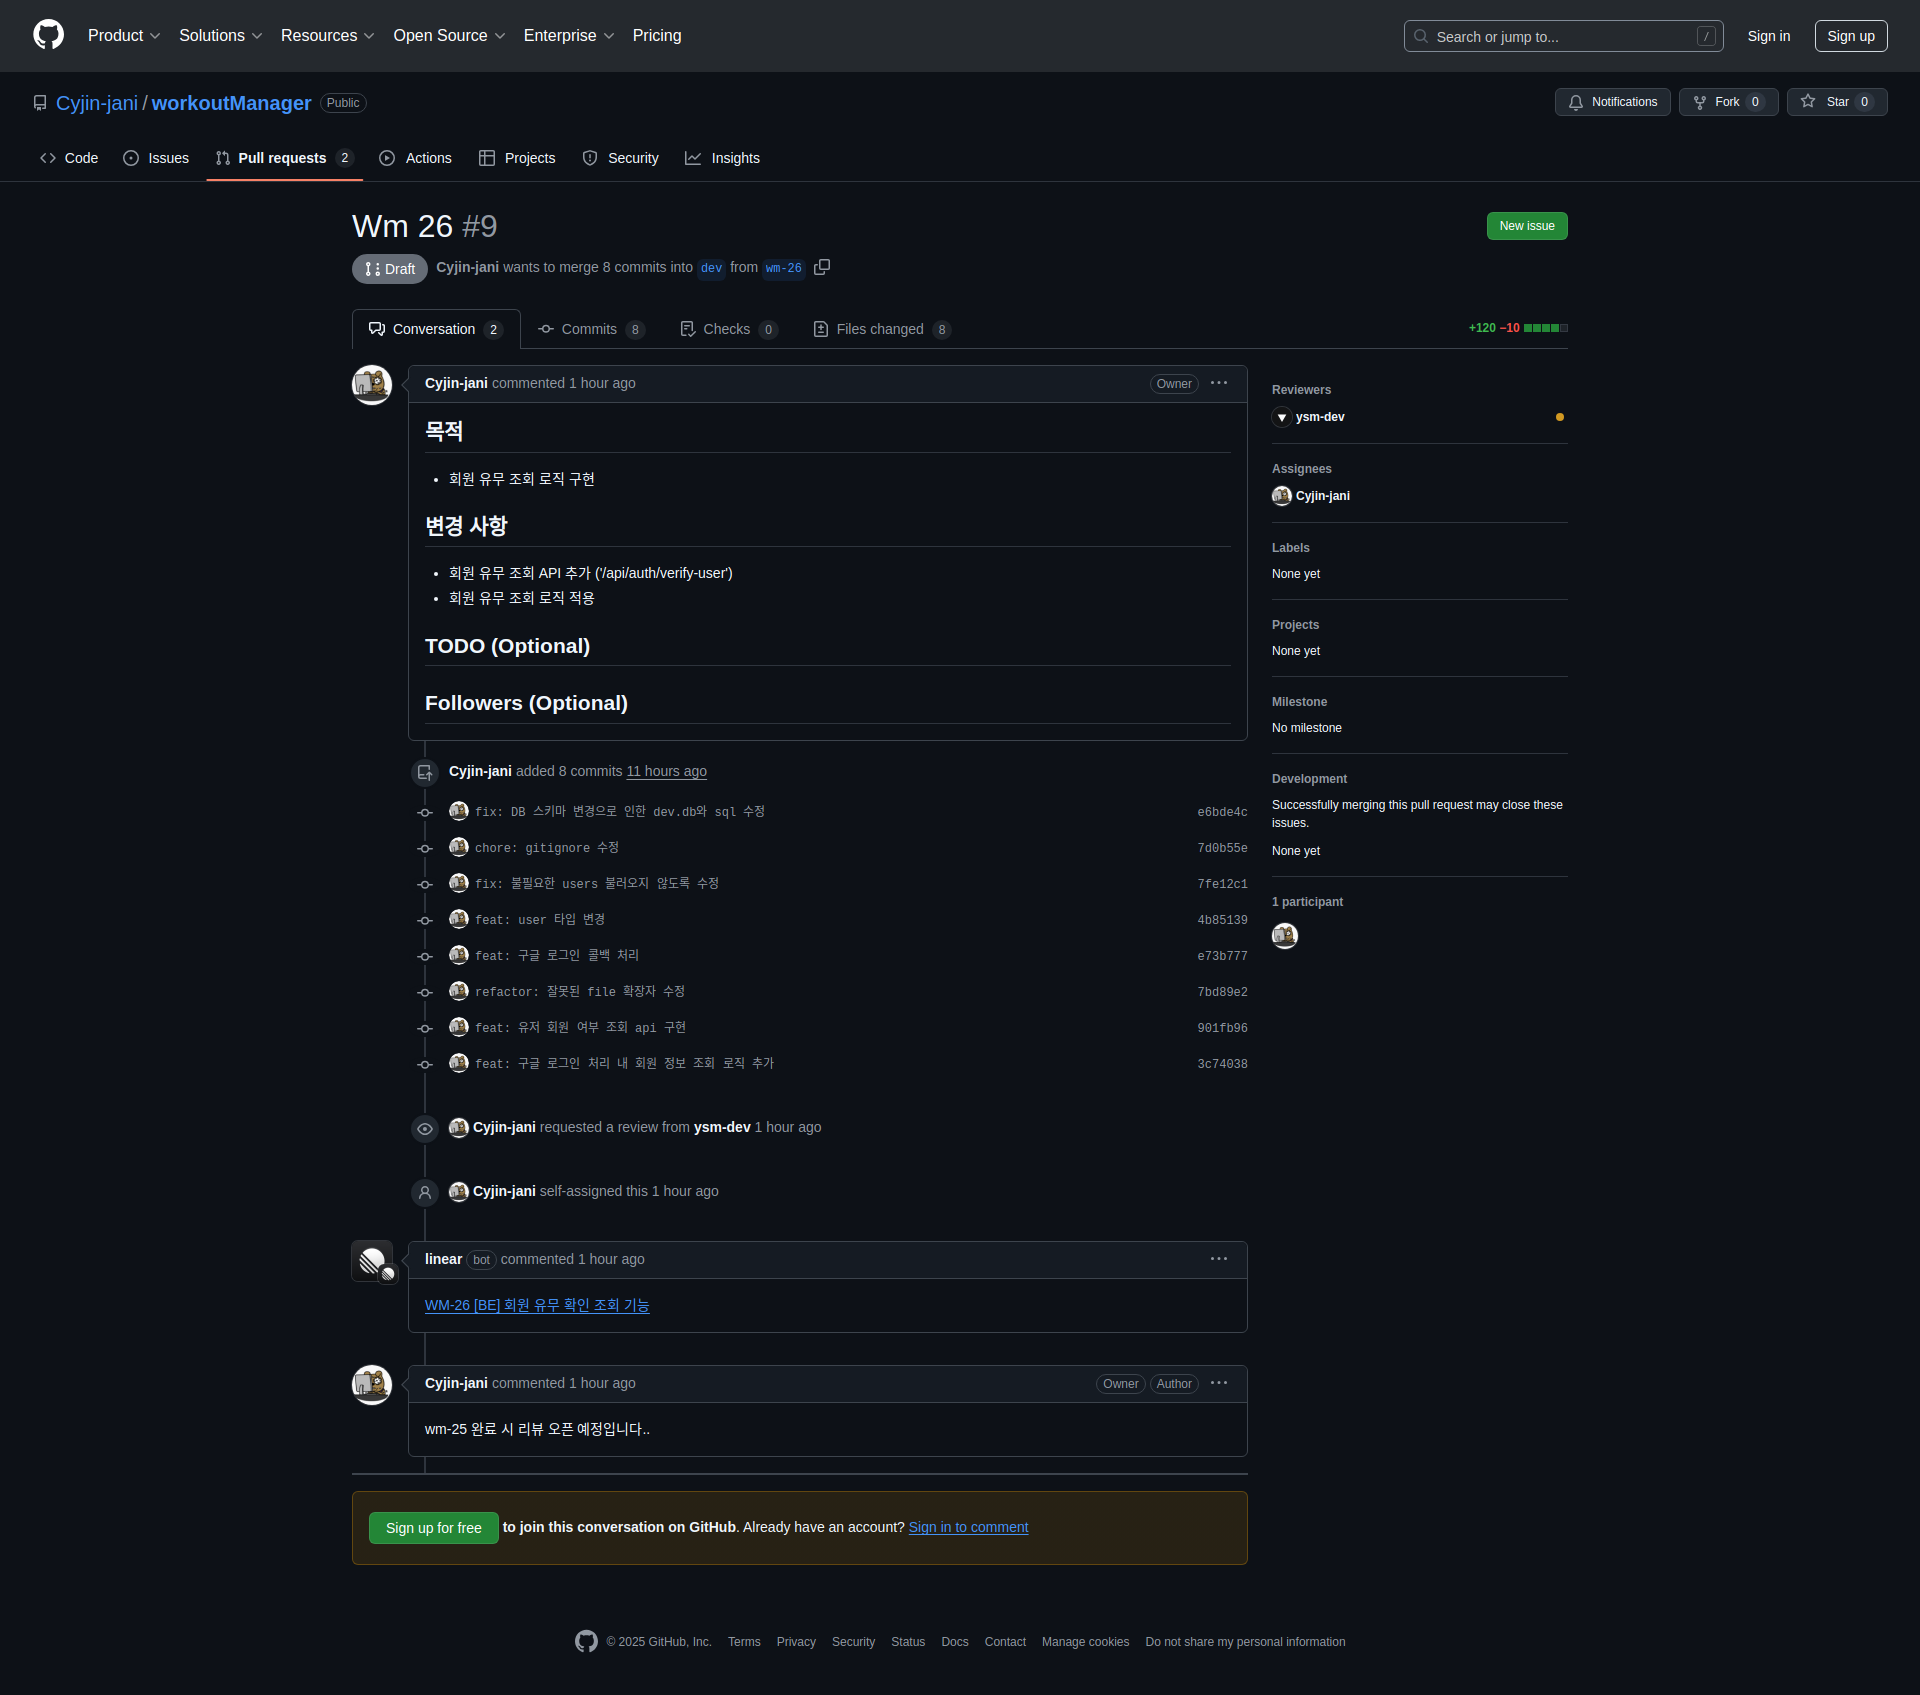 Product Solutions Resources Open Source Enterprise Pricing Search or jump to... / Sign in Sign up
Cyjin-jani / workoutManager Public Notifications Fork 0 Star 0
Code Issues Pull requests 2 Actions Projects Security Insights
Wm 26 #9 New issue
Draft Cyjin-jani wants to merge 8 commits into dev from wm-26
Conversation 2 Commits 8 Checks 0 Files changed 8 +120 −10
Cyjin-jani commented 1 hour ago Owner
목적
회원 유무 조회 로직 구현
변경 사항
회원 유무 조회 API 추가 ('/api/auth/verify-user')
회원 유무 조회 로직 적용
TODO (Optional)
Followers (Optional)
Cyjin-jani added 8 commits 11 hours ago
fix: DB 스키마 변경으로 인한 dev.db와 sql 수정 e6bde4c
chore: gitignore 수정 7d0b55e
fix: 불필요한 users 불러오지 않도록 수정 7fe12c1
feat: user 타입 변경 4b85139
feat: 구글 로그인 콜백 처리 e73b777
refactor: 잘못된 file 확장자 수정 7bd89e2
feat: 유저 회원 여부 조회 api 구현 901fb96
feat: 구글 로그인 처리 내 회원 정보 조회 로직 추가 3c74038
Cyjin-jani requested a review from ysm-dev 1 hour ago
Cyjin-jani self-assigned this 1 hour ago
linear bot commented 1 hour ago
WM-26 [BE] 회원 유무 확인 조회 기능
Cyjin-jani commented 1 hour ago Owner Author
wm-25 완료 시 리뷰 오픈 예정입니다..
Sign up for free to join this conversation on GitHub. Already have an account? Sign in to comment
Reviewers
ysm-dev
Assignees
Cyjin-jani
Labels
None yet
Projects
None yet
Milestone
No milestone
Development
Successfully merging this pull request may close these
issues.
None yet
1 participant
© 2025 GitHub, Inc. Terms Privacy Security Status Docs Contact Manage cookies Do not share my personal information